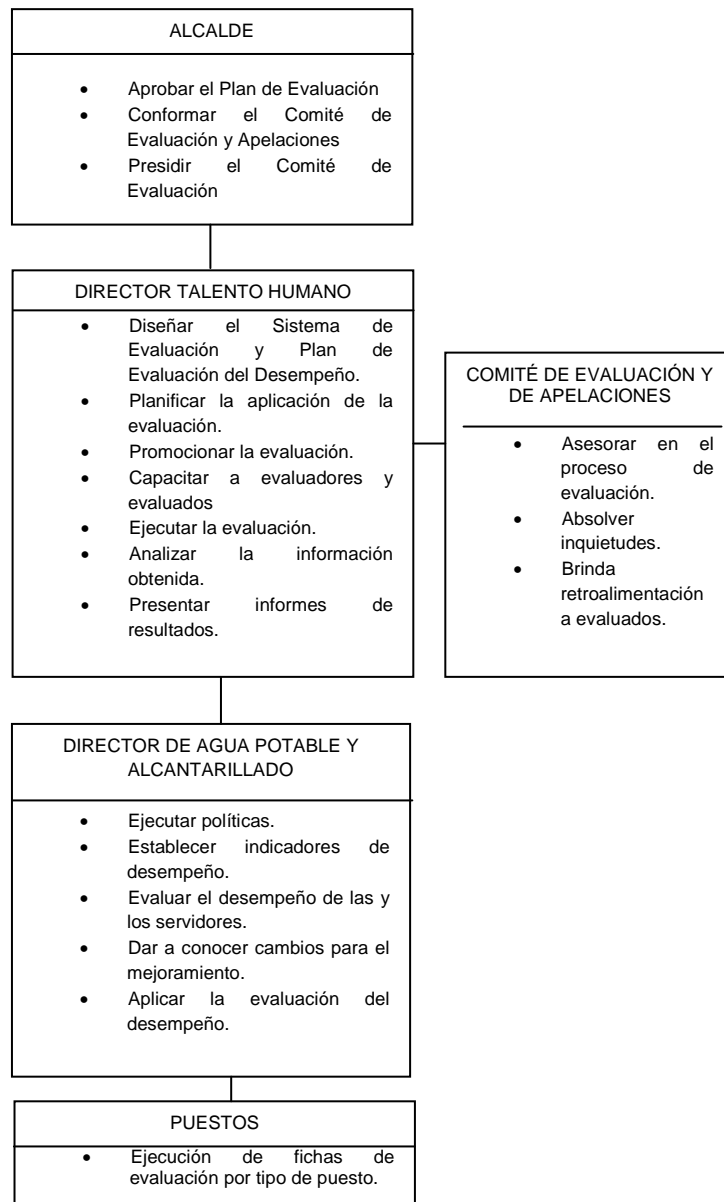 ALCALDE
• Aprobar el Plan de Evaluación
• Conformar el Comité de
Evaluación y Apelaciones
• Presidir el Comité de
Evaluación
DIRECTOR TALENTO HUMANO
• Diseñar el Sistema de
Evaluación y Plan de
Evaluación del Desempeño.
• Planificar la aplicación de la
evaluación.
• Promocionar la evaluación.
• Capacitar a evaluadores y
evaluados
• Ejecutar la evaluación.
• Analizar la información
obtenida.
• Presentar informes de
resultados.
COMITÉ DE EVALUACIÓN Y
DE APELACIONES
• Asesorar en el
proceso de
evaluación.
• Absolver
inquietudes.
• Brinda
retroalimentación
a evaluados.
DIRECTOR DE AGUA POTABLE Y
ALCANTARILLADO
• Ejecutar políticas.
• Establecer indicadores de
desempeño.
• Evaluar el desempeño de las y
los servidores.
• Dar a conocer cambios para el
mejoramiento.
• Aplicar la evaluación del
desempeño.
PUESTOS
• Ejecución de fichas de
evaluación por tipo de puesto.